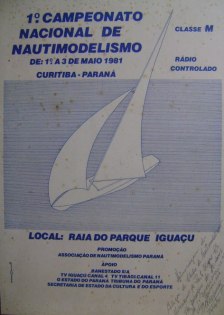 1º CAMPEONATO
NACIONAL DE
NAUTIMODELISMO
DE: 1º A 3 DE MAIO 1981
CURITIBA - PARANÁ
CLASSE M
RÁDIO
CONTROLADO
LOCAL: RAIA DO PARQUE IGUAÇU
PROMOÇÃO
ASSOCIAÇÃO DE NAUTIMODELISMO PARANÁ
APOIO
BANESTADO S/A
TV IGUAÇU CANAL 4 TV TIBAGI CANAL 11
O ESTADO DO PARANÁ TRIBUNA DO PARANÁ
SECRETARIA DE ESTADO DA CULTURA E DO ESPORTE